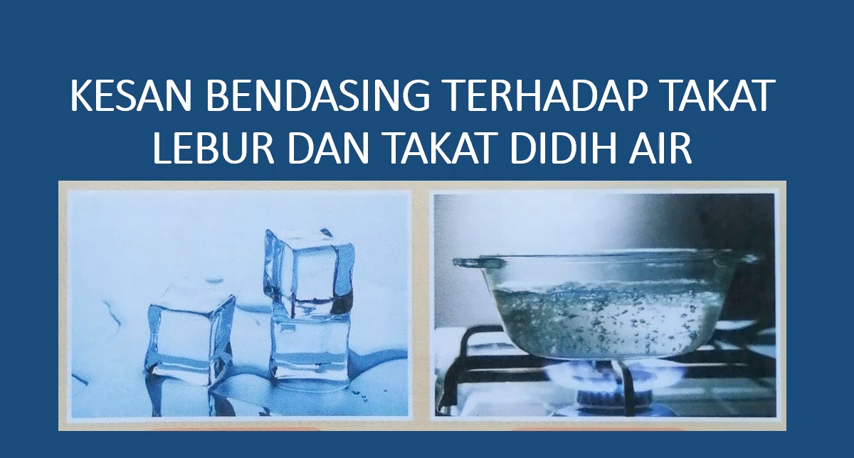 KESAN BENDASING TERHADAP TAKAT
LEBUR DAN TAKAT DIDIH AIR